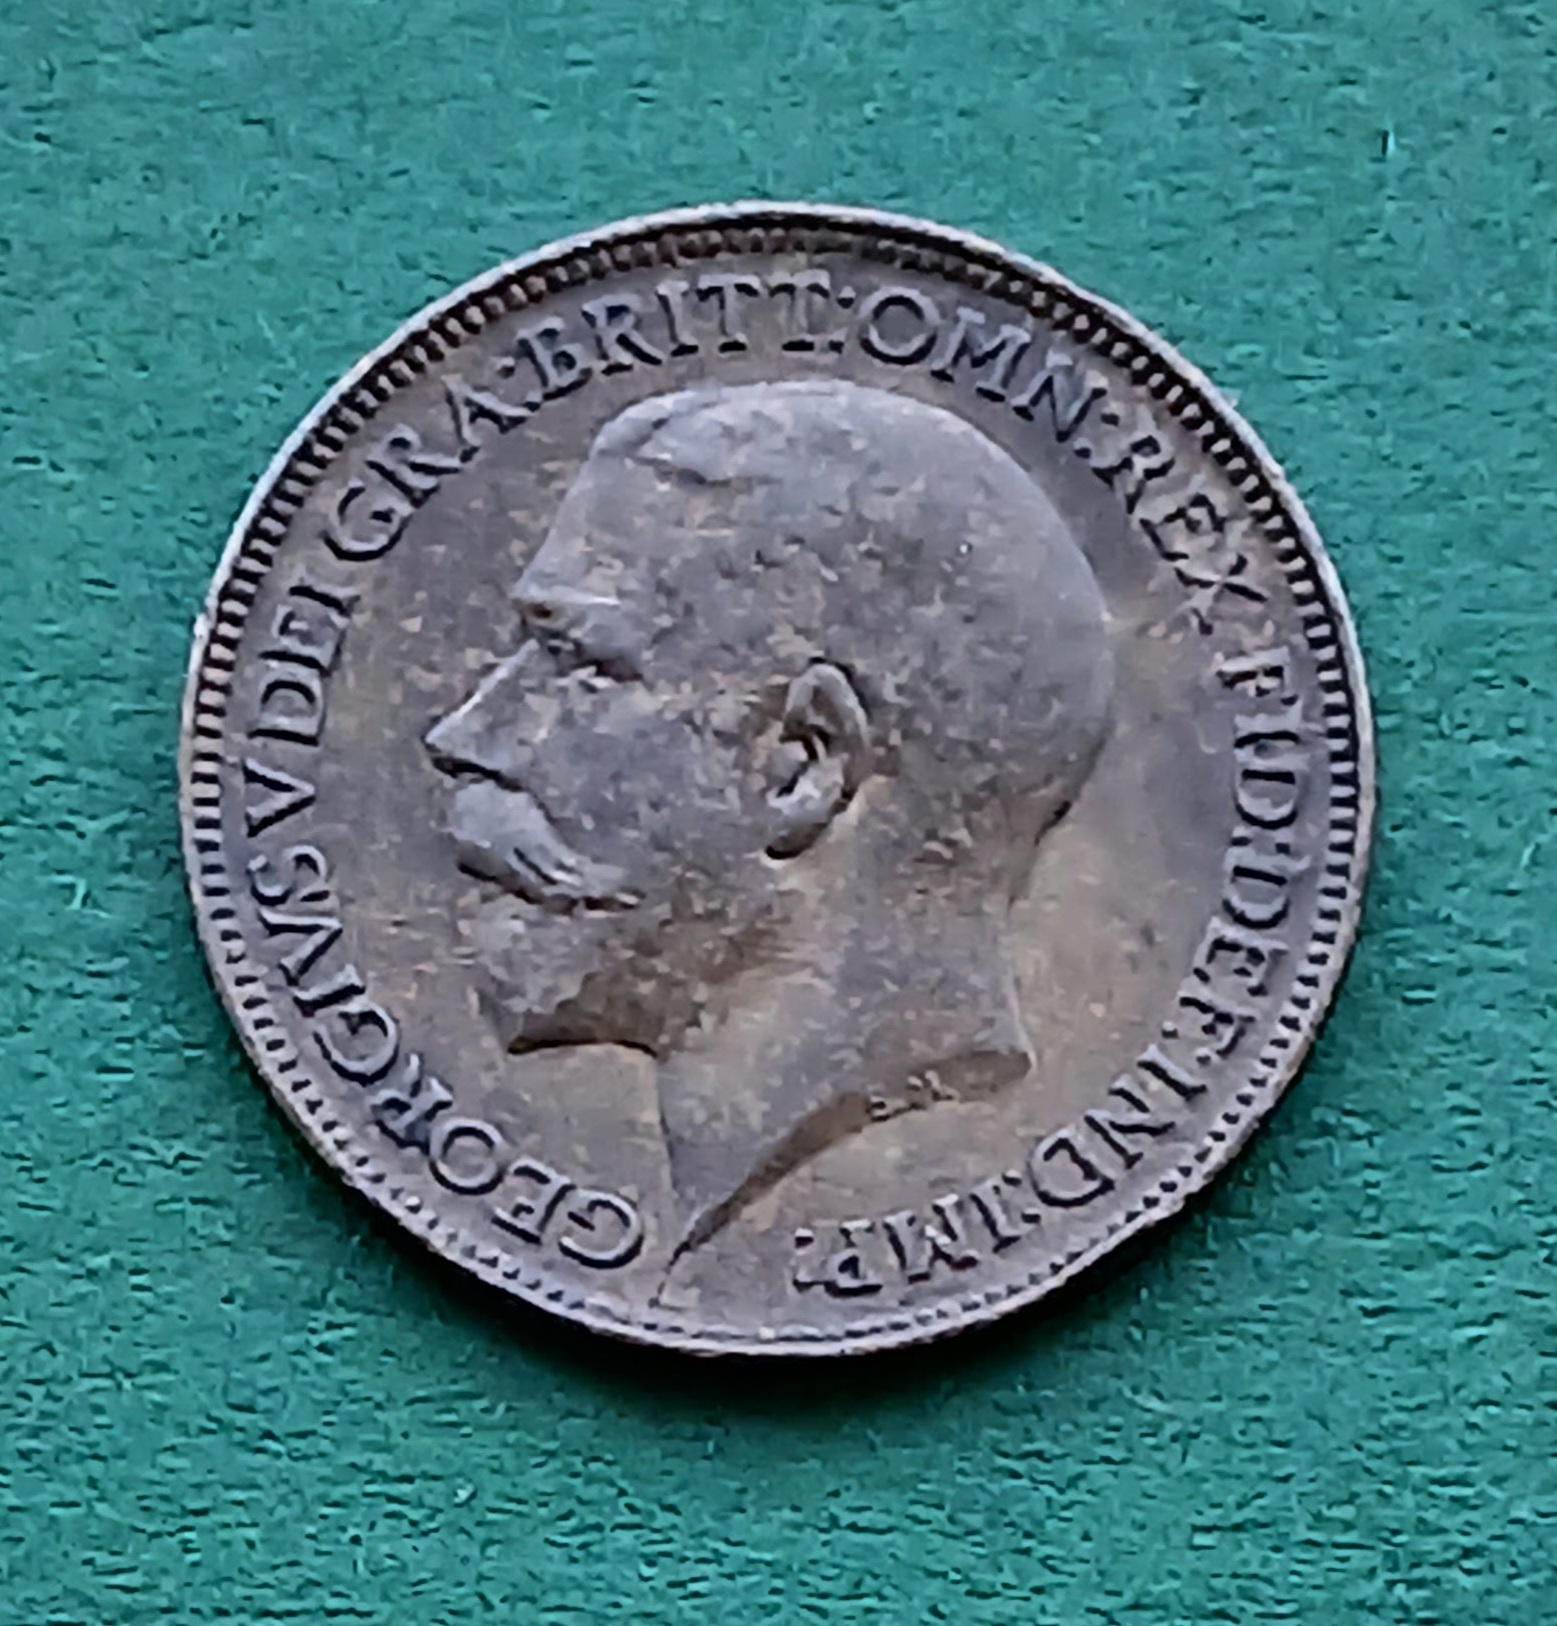 GEORGIVS V DEI GRA:BRITT:OMN:REX FID:DEF:IND:IMP: